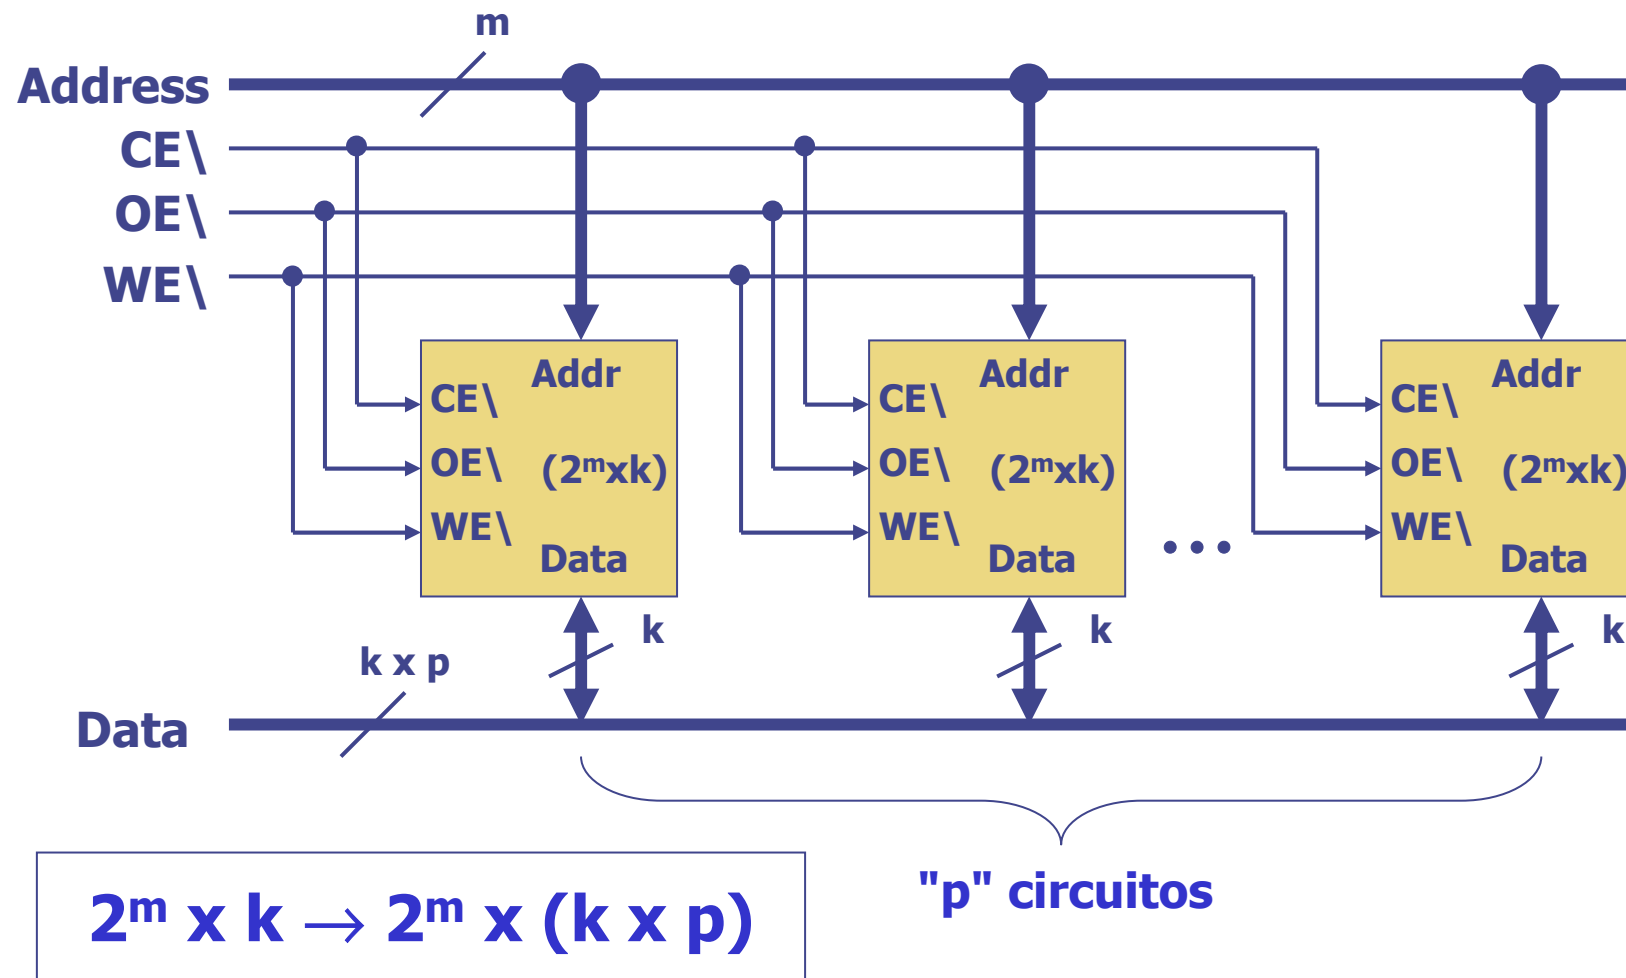 m
Address
CE\
OE\
WE\
Addr
CE\
OE\ (2ᵐxk)
WE\
Data
Addr
CE\
OE\ (2ᵐxk)
WE\
Data
...
Addr
CE\
OE\ (2ᵐxk)
WE\
Data
k
k
k
k x p
Data
"p" circuitos
2ᵐ x k → 2ᵐ x (k x p)